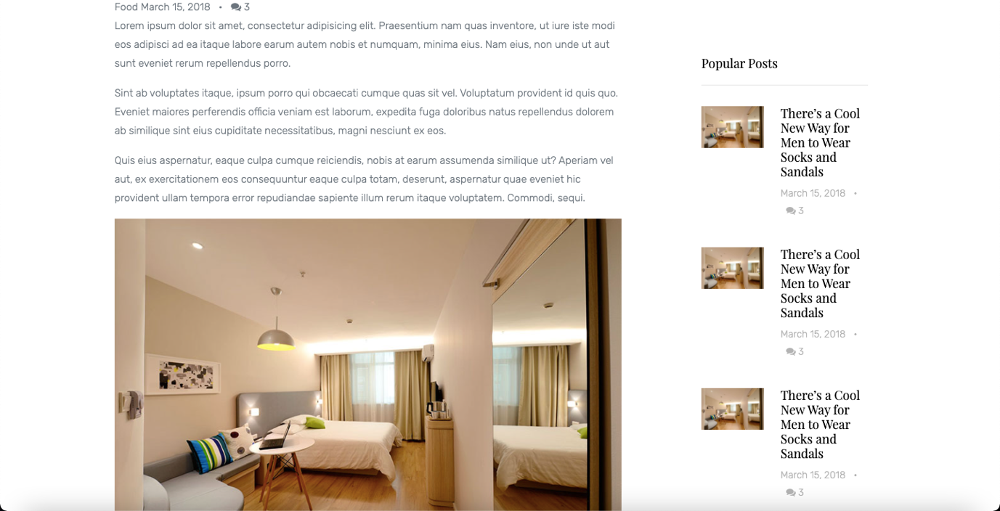 Food March 15, 2018 • 3
Lorem ipsum dolor sit amet, consectetur adipisicing elit. Praesentium nam quas inventore, ut iure iste modi
eos adipisci ad ea itaque labore earum autem nobis et numquam, minima eius. Nam eius, non unde ut aut
sunt eveniet rerum repellendus porro.
Sint ab voluptates itaque, ipsum porro qui obcaecati cumque quas sit vel. Voluptatum provident id quis quo.
Eveniet maiores perferendis officia veniam est laborum, expedita fuga doloribus natus repellendus dolorem
ab similique sint eius cupiditate necessitatibus, magni nesciunt ex eos.
Quis eius aspernatur, eaque culpa cumque reiciendis, nobis at earum assumenda similique ut? Aperiam vel
aut, ex exercitationem eos consequuntur eaque culpa totam, deserunt, aspernatur quae eveniet hic
provident ullam tempora error repudiandae sapiente illum rerum itaque voluptatem. Commodi, sequi.
Popular Posts
There’s a Cool
New Way for
Men to Wear
Socks and
Sandals
March 15, 2018 •
3
There’s a Cool
New Way for
Men to Wear
Socks and
Sandals
March 15, 2018 •
3
There’s a Cool
New Way for
Men to Wear
Socks and
Sandals
March 15, 2018 •
3